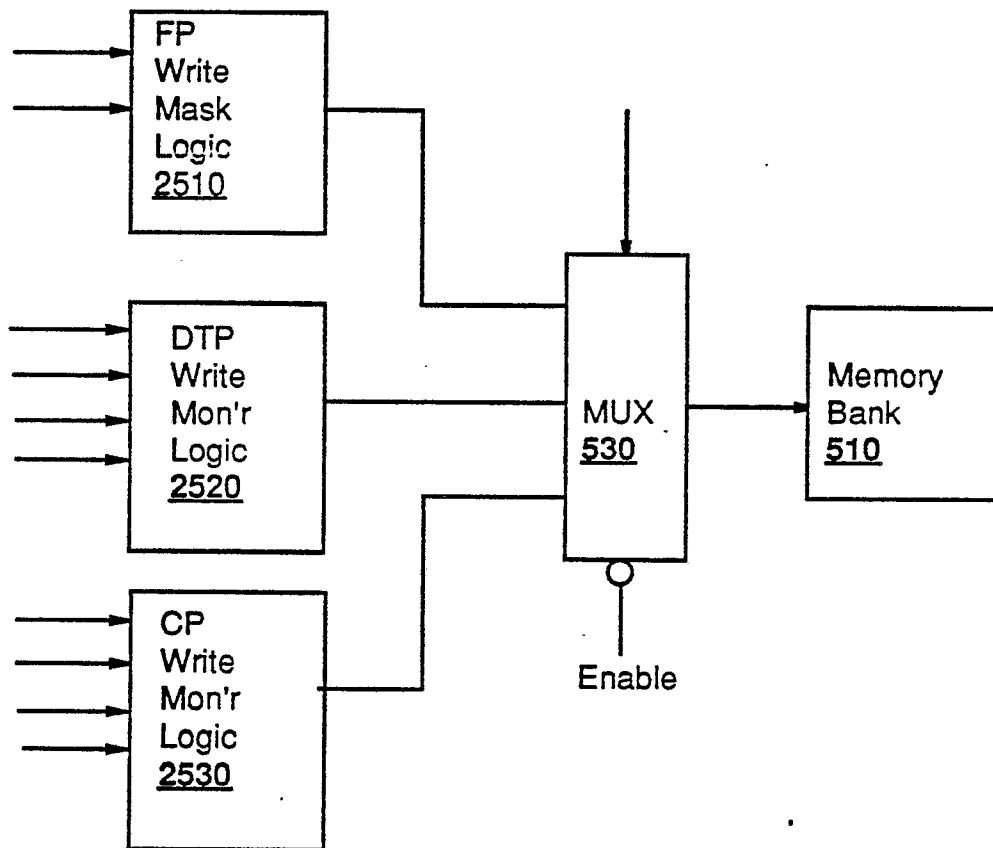 FP
Write
Mask
Logic
2510
DTP
Write
Mon'r
Logic
2520
CP
Write
Mon'r
Logic
2530
MUX
530
Enable
Memory
Bank
510